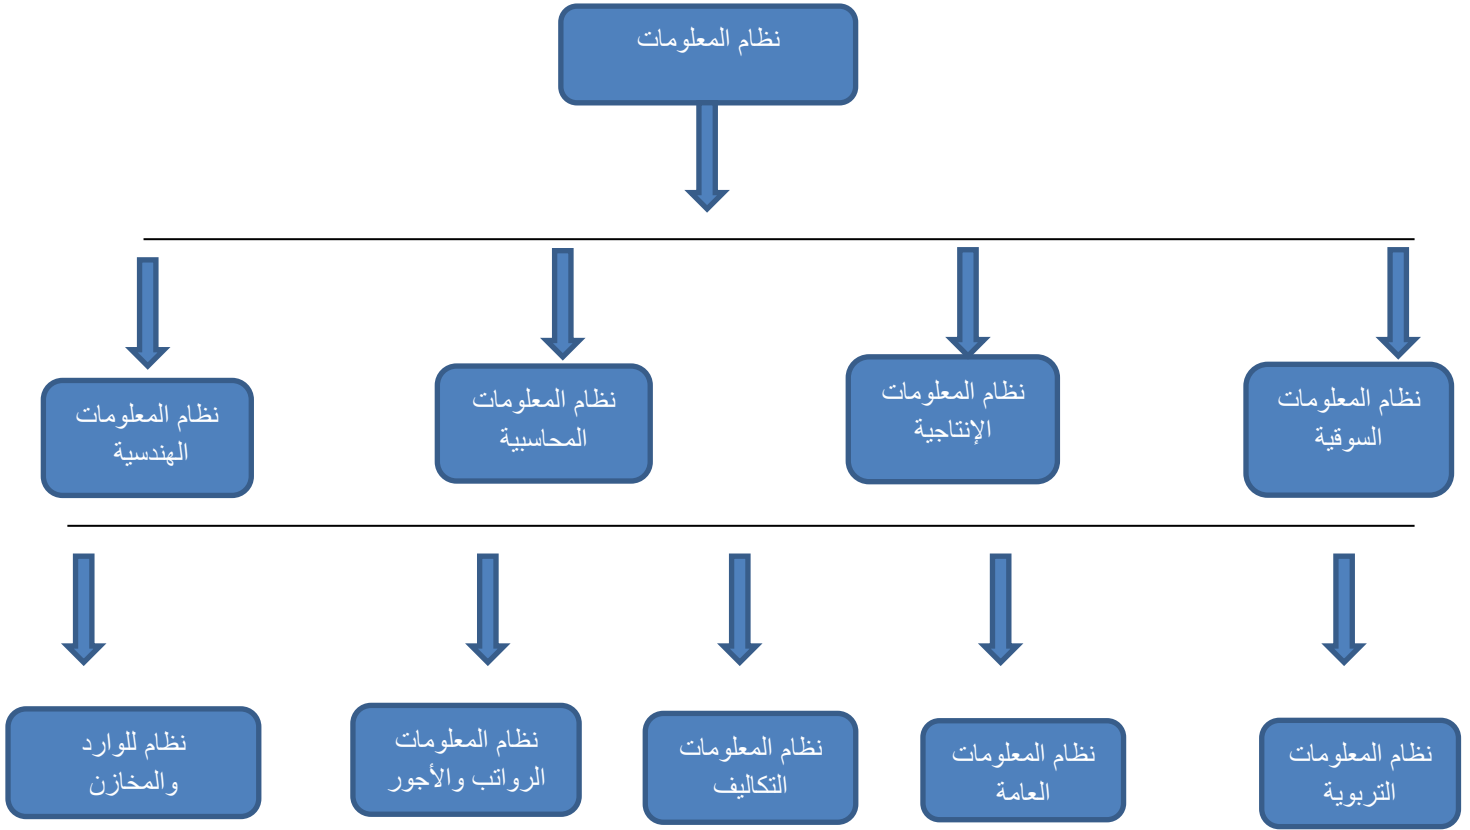 نظام المعلومات
نظام المعلومات
السوقية
نظام المعلومات
الإنتاجية
نظام المعلومات
المحاسبية
نظام المعلومات
الهندسية
نظام المعلومات
التربوية
نظام المعلومات
العامة
نظام المعلومات
التكاليف
نظام المعلومات
الرواتب والأجور
نظام للوارد
والمخازن